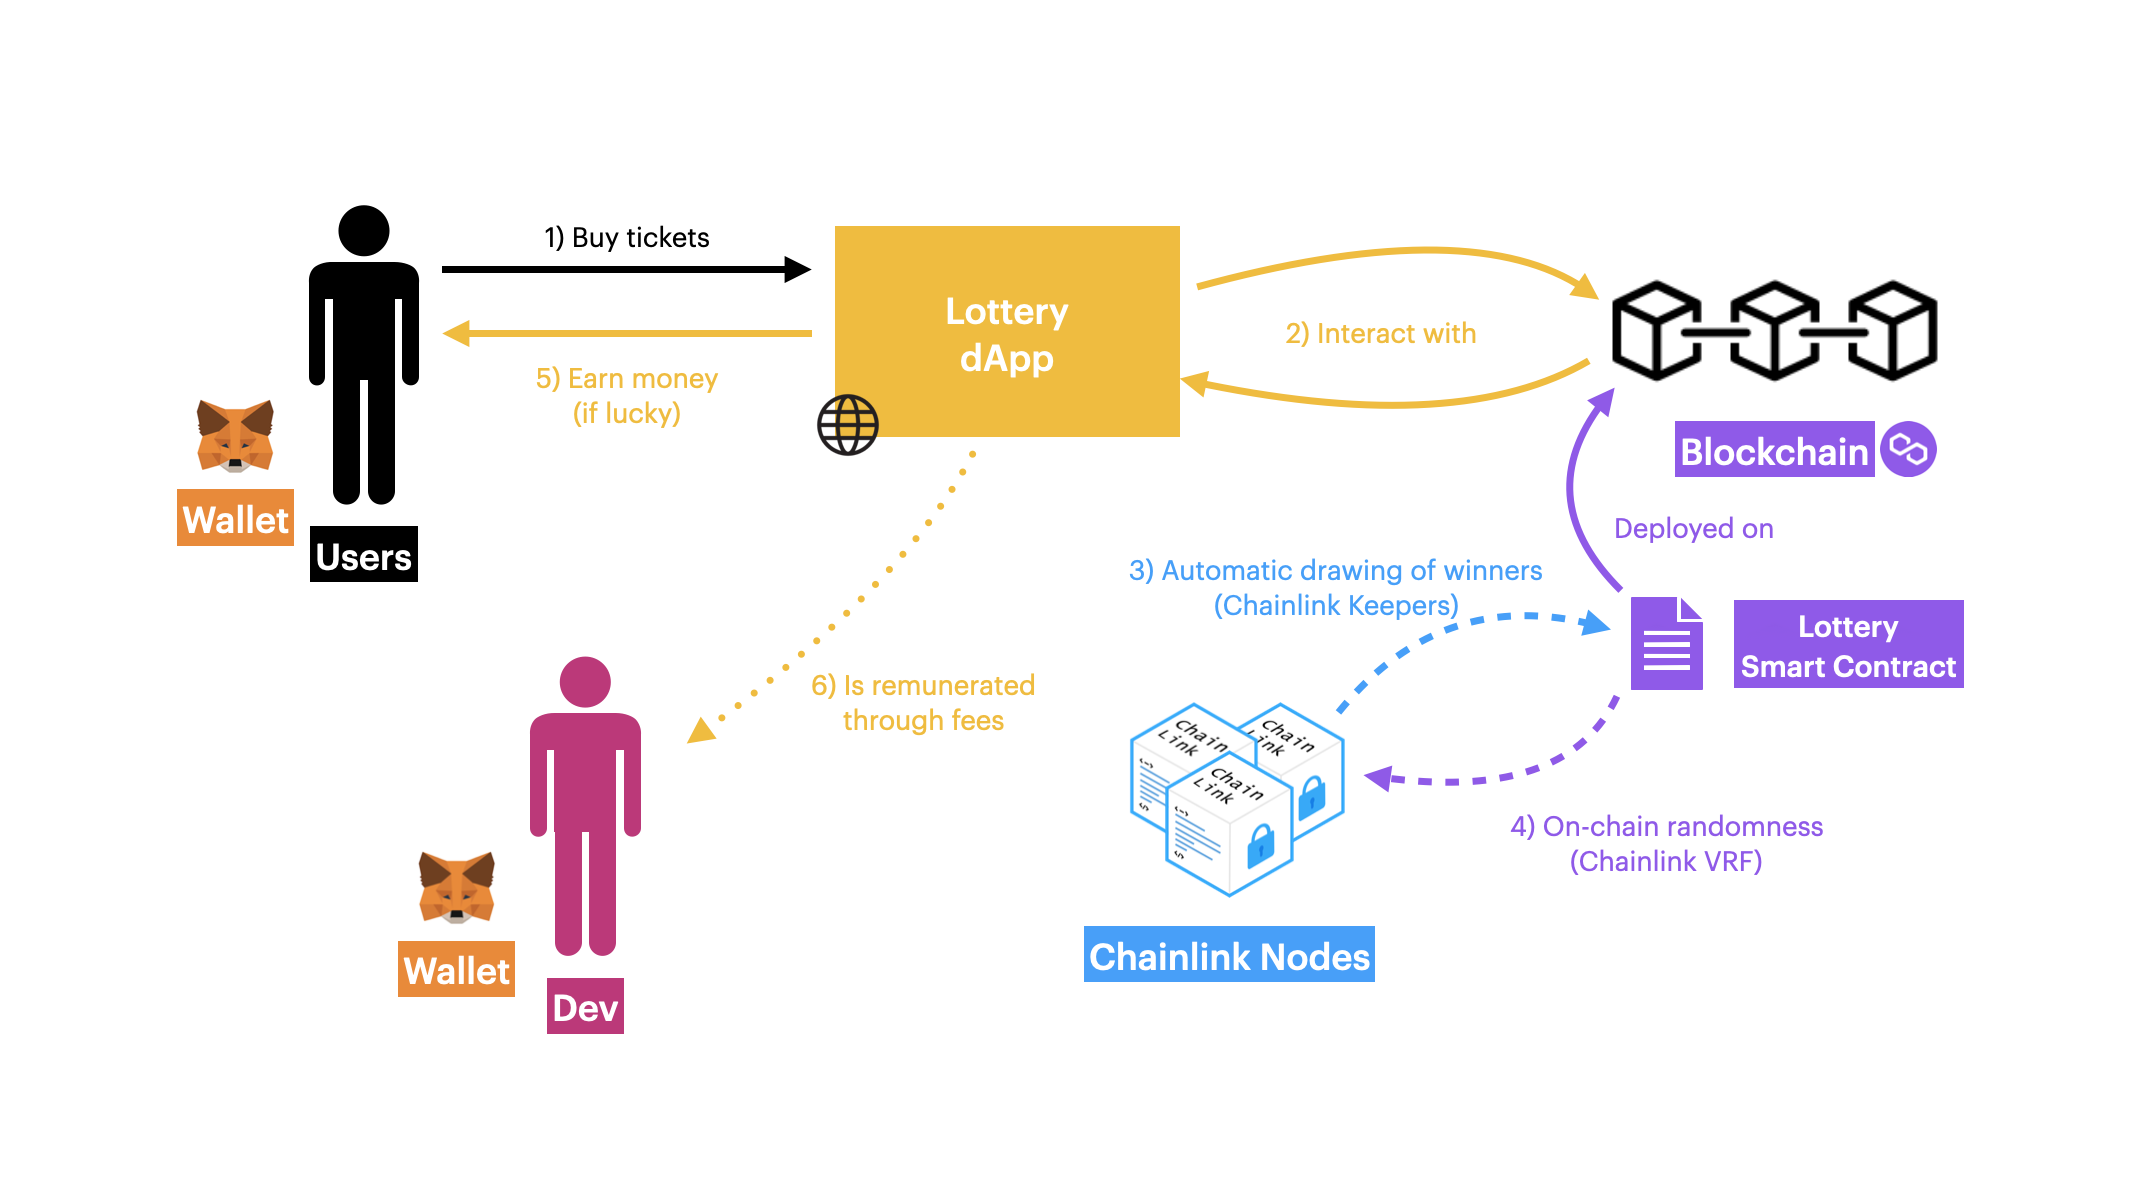 1) Buy tickets
Lottery
dApp
2) Interact with
5) Earn money
(if lucky)
Wallet
Users
Blockchain
Deployed on
3) Automatic drawing of winners
(Chainlink Keepers)
Lottery
Smart Contract
6) Is remunerated
through fees
Chain
Link
Chain
Link
Chain
Link
4) On-chain randomness
(Chainlink VRF)
Wallet
Dev
Chainlink Nodes